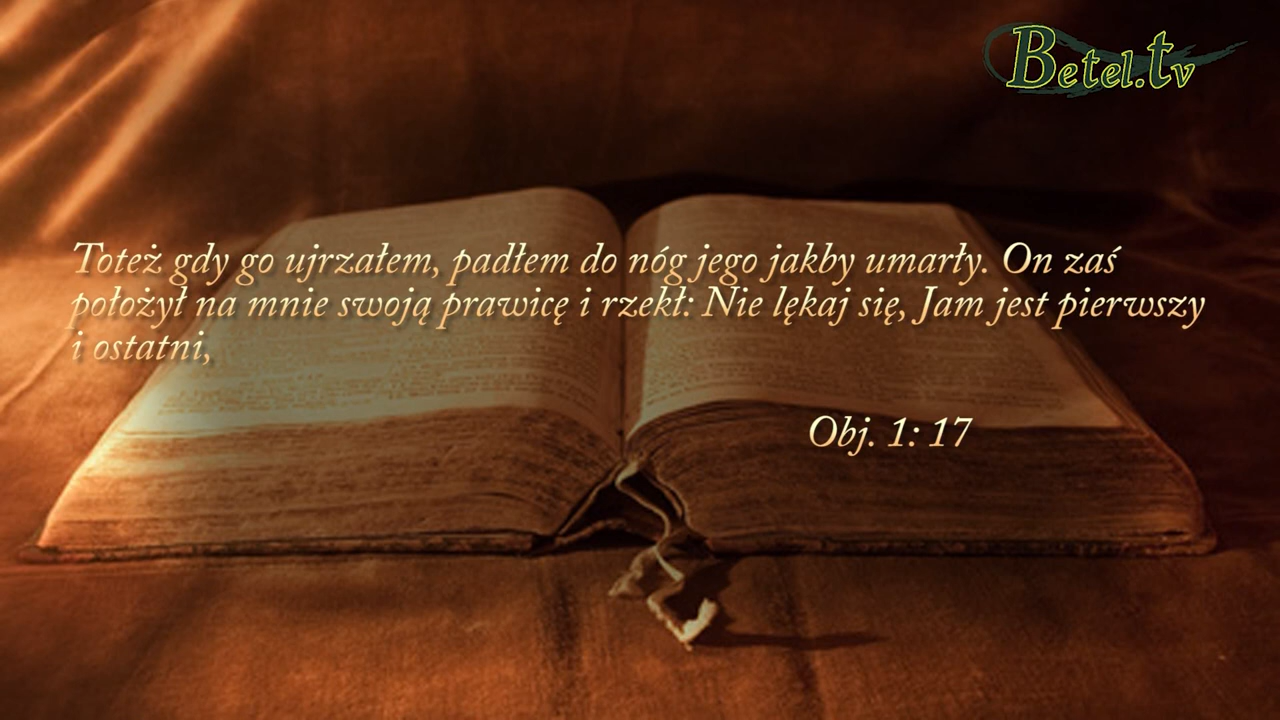 Betel.tv
Toteż gdy go ujrzałem, padłem do nóg jego jakby umarły. On zaś
położył na mnie swoją prawicę i rzekł: Nie lękaj się, Jam jest pierwszy
i ostatni,
Obj. 1: 17